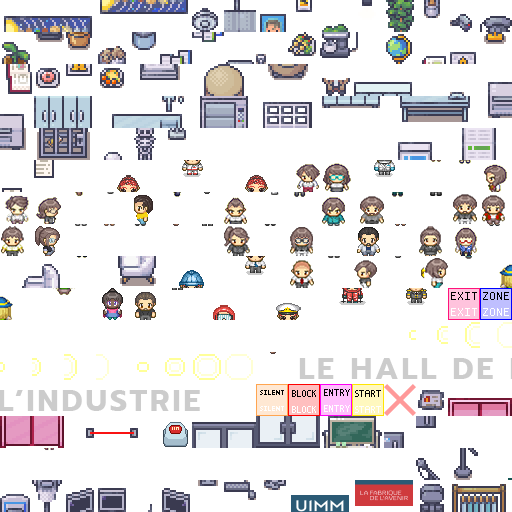 EXIT ZONE
EXIT ZONE
LE HALL DE
L'INDUSTRIE
SILENT BLOCK ENTRY START
SILENT BLOCK ENTRY START
UIMM
LA FABRIQUE
DE L'AVENIR